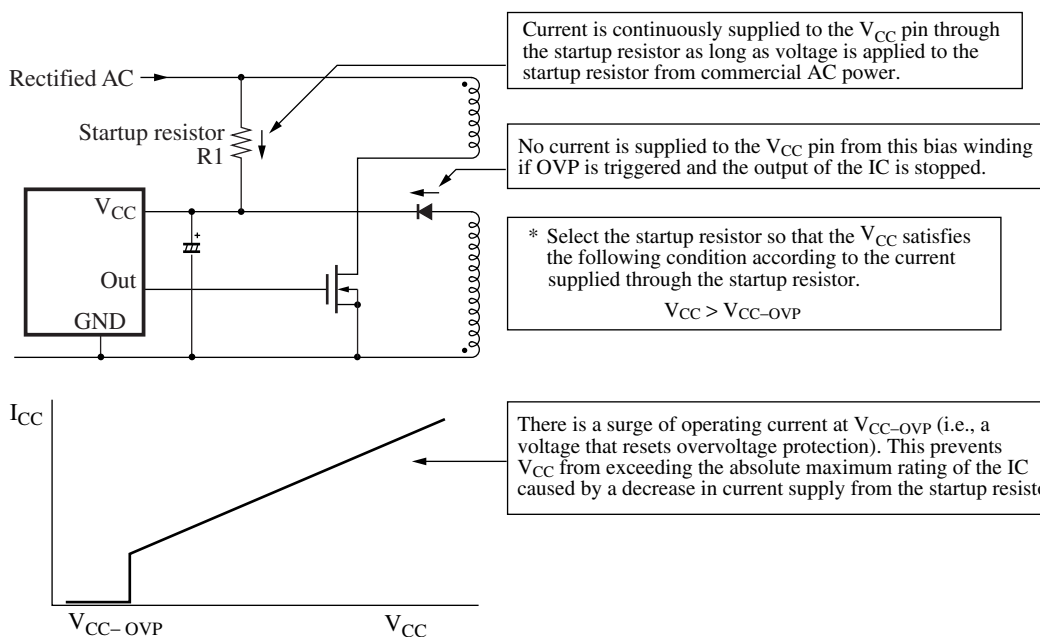 Current is continuously supplied to the VCC pin through
the startup resistor as long as voltage is applied to the
startup resistor from commercial AC power.
Rectified AC
Startup resistor
R1
No current is supplied to the VCC pin from this bias winding
if OVP is triggered and the output of the IC is stopped.
VCC
+
* Select the startup resistor so that the VCC satisfies
the following condition according to the current
supplied through the startup resistor.
VCC > VCC–OVP
Out
GND
ICC
There is a surge of operating current at VCC–OVP (i.e., a
voltage that resets overvoltage protection). This prevents
VCC from exceeding the absolute maximum rating of the IC
caused by a decrease in current supply from the startup resisto
VCC– OVP
VCC